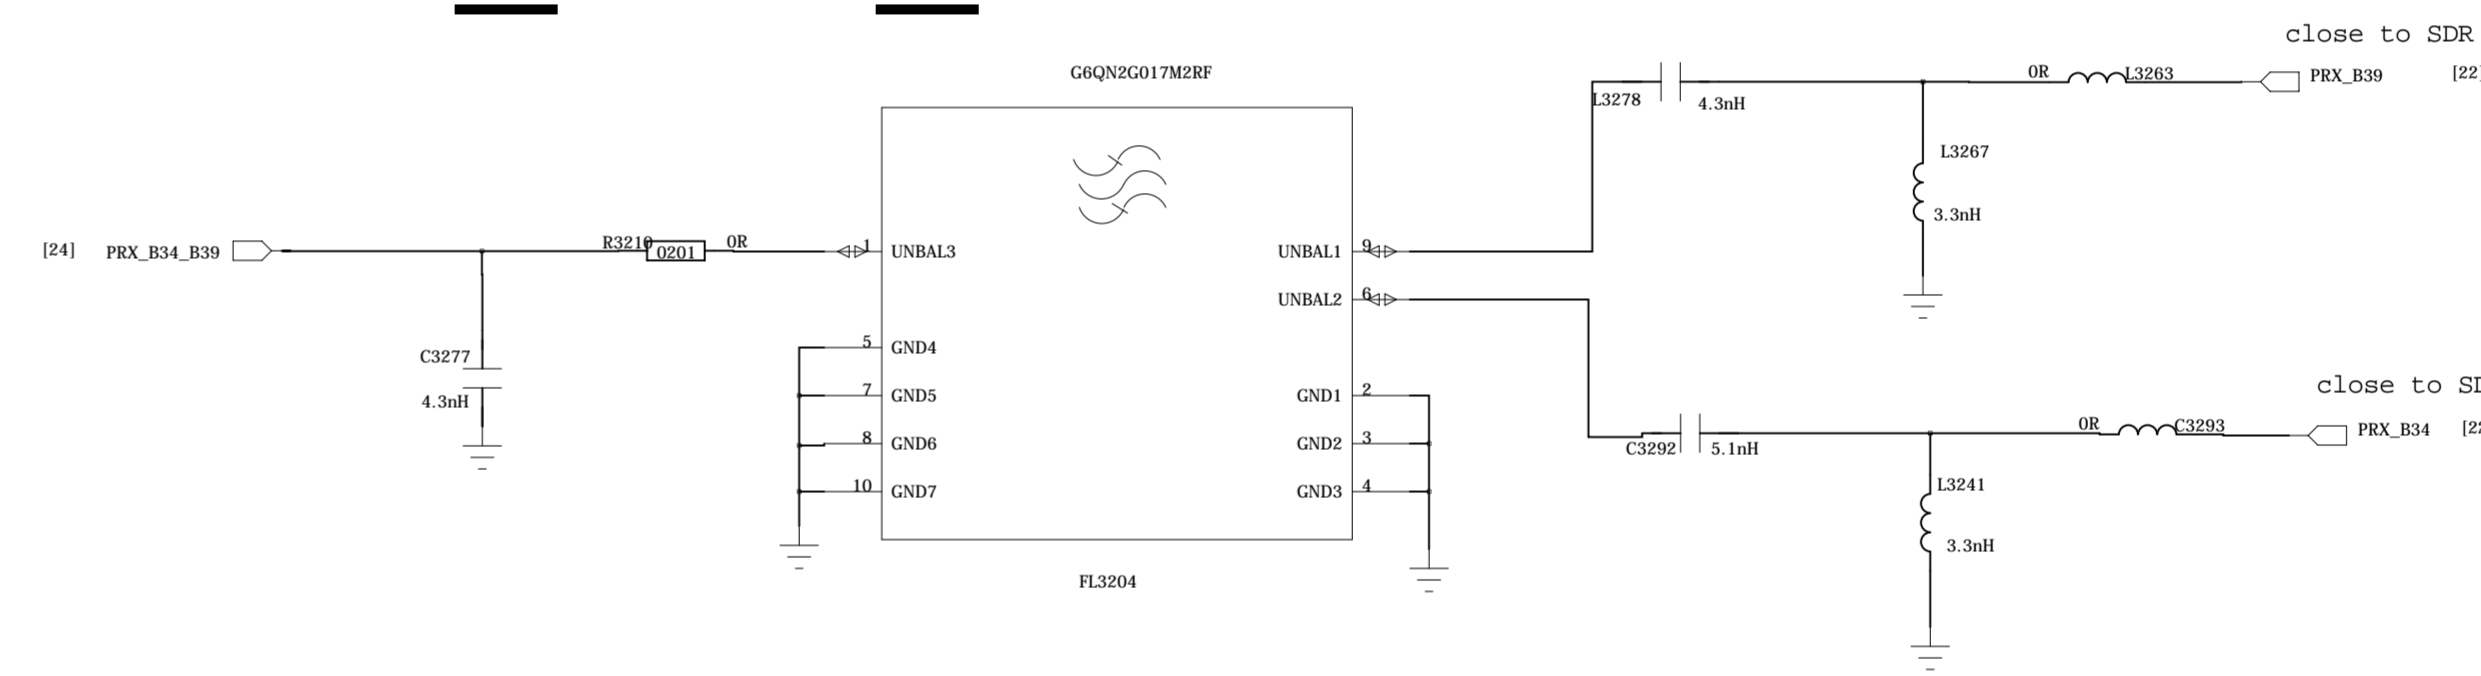 close to SDR
G6QN2G017M2RF
0R
L3263
PRX_B39
[22]
L3278
4.3nH
L3267
3.3nH
[24]
PRX_B34_B39
R3210
0201
0R
1
UNBAL3
UNBAL1
9
UNBAL2
6
5
GND4
C3277
4.3nH
7
GND5
GND1
2
close to
8
GND6
GND2
3
0R
C3293
PRX_B34
C3292
5.1nH
10
GND7
GND3
4
L3241
3.3nH
FL3204